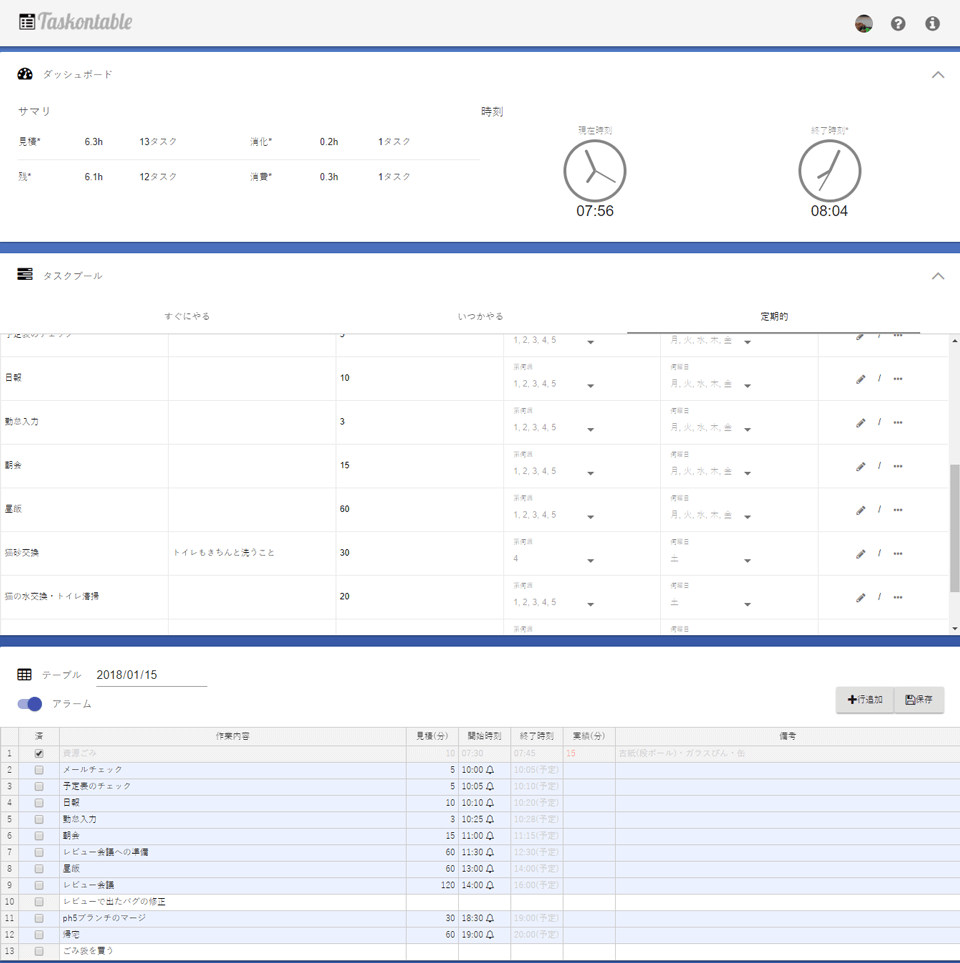 Taskontable
ダッシュボード
サマリ 時刻
見積* 6.3h 13タスク 消化* 0.2h 1タスク
残* 6.1h 12タスク 消費* 0.3h 1タスク
現在時刻 終了時刻*
07:56 08:04
タスクプール
すぐにやる いつかやる 定期的
予定表のチェック 5 1, 2, 3, 4, 5 月, 火, 水, 木, 金 / •••
第何週 何曜日
日報 10 1, 2, 3, 4, 5 月, 火, 水, 木, 金 / •••
第何週 何曜日
勤怠入力 3 1, 2, 3, 4, 5 月, 火, 水, 木, 金 / •••
第何週 何曜日
朝会 15 1, 2, 3, 4, 5 月, 火, 水, 木, 金 / •••
第何週 何曜日
昼飯 60 1, 2, 3, 4, 5 月, 火, 水, 木, 金 / •••
第何週 何曜日
猫砂交換 トイレもきちんと洗うこと 30 4 土 / •••
第何週 何曜日
猫の水交換・トイレ清掃 20 1, 2, 3, 4, 5 土 / •••
第何週 何曜日
テーブル 2018/01/15
アラーム
行追加 保存
済 作業内容 見積(分) 開始時刻 終了時刻 実績(分) 備考
1 資源ごみ 10 07:30 07:45 15 古紙(段ボール)・ガラスびん・缶
2 メールチェック 5 10:00 10:05(予定)
3 予定表のチェック 5 10:05 10:10(予定)
4 日報 10 10:10 10:20(予定)
5 勤怠入力 3 10:25 10:28(予定)
6 朝会 15 11:00 11:15(予定)
7 レビュー会議への準備 60 11:30 12:30(予定)
8 昼飯 60 13:00 14:00(予定)
9 レビュー会議 120 14:00 16:00(予定)
10 レビューで出たバグの修正
11 ph5ブランチのマージ 30 18:30 19:00(予定)
12 帰宅 60 19:00 20:00(予定)
13 ごみ袋を買う